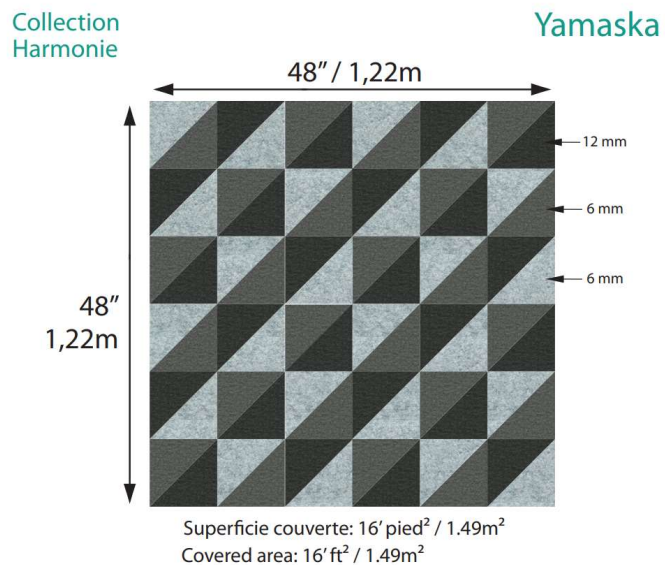 Collection
Harmonie
Yamaska
48” / 1,22m
12 mm
6 mm
6 mm
48”
1,22m
Superficie couverte: 16’ pied² / 1.49m²
Covered area: 16’ ft² / 1.49m²